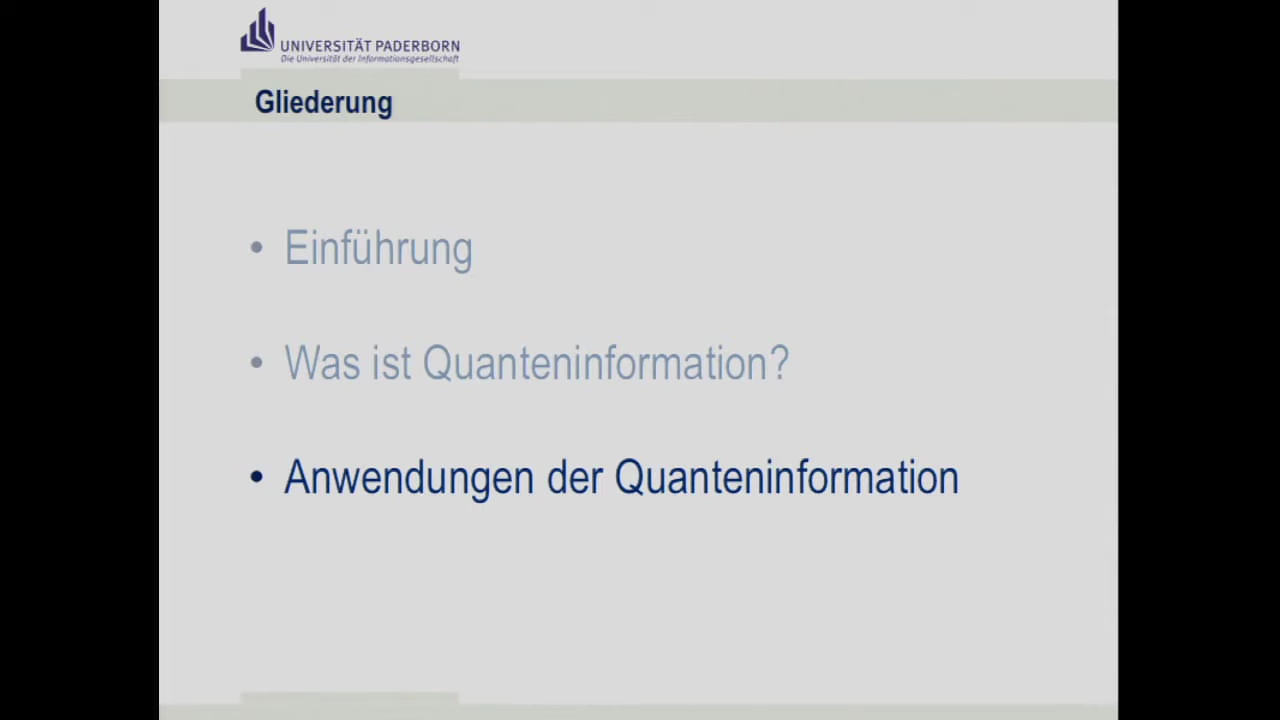 UNIVERSITÄT PADERBORN
Die Universität der Informationsgesellschaft
Gliederung
• Einführung
• Was ist Quanteninformation?
• Anwendungen der Quanteninformation